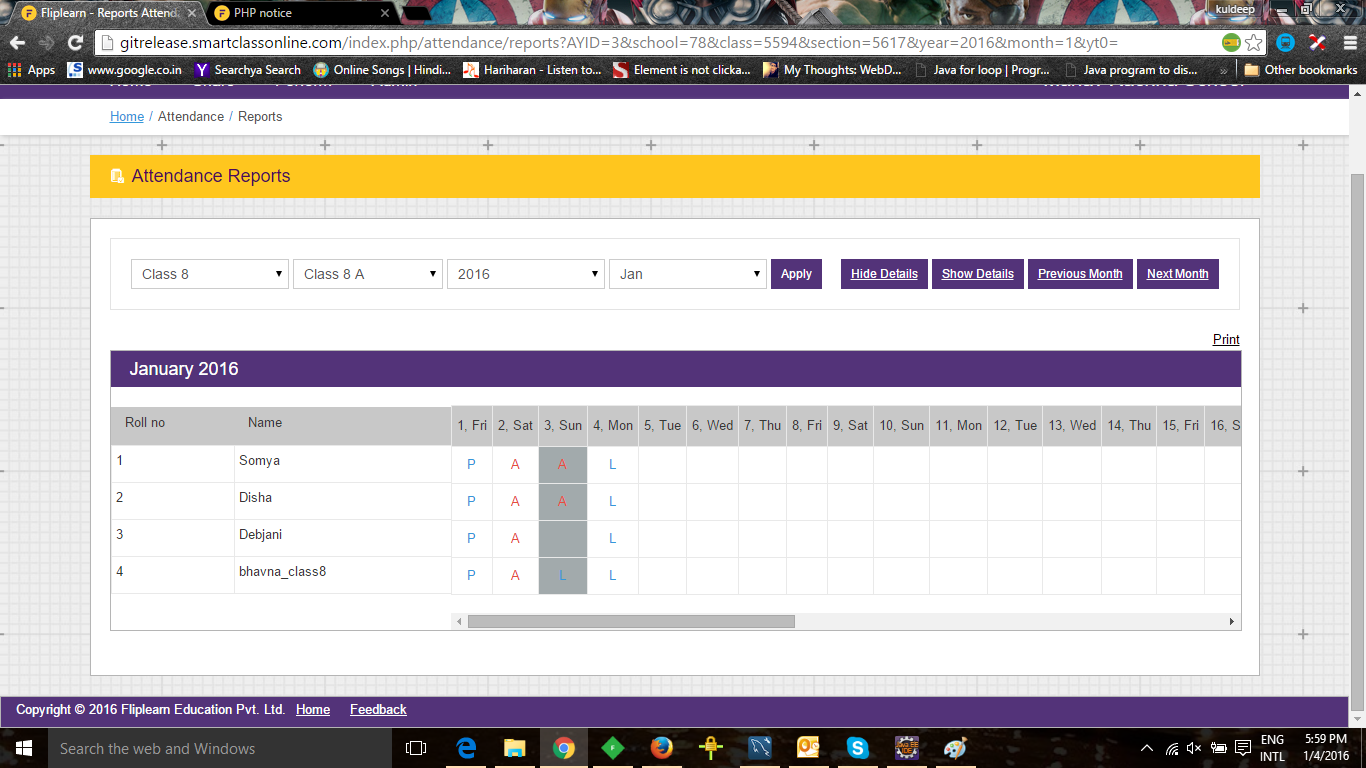 Fliplearn - Reports Attend
PHP notice
kuldeep
gitrelease.smartclassonline.com/index.php/attendance/reports?AYID=3&school=78&class=5594&section=5617&year=2016&month=1&yt0=
Apps www.google.co.in Searchya Search Online Songs | Hindi... Hariharan - Listen to... Element is not clicka... My Thoughts: WebD... Java for loop | Progr... Java program to dis... » Other bookmarks
Home / Attendance / Reports
Attendance Reports
Class 8 Class 8 A 2016 Jan Apply Hide Details Show Details Previous Month Next Month
Print
January 2016
Roll no Name 1, Fri 2, Sat 3, Sun 4, Mon 5, Tue 6, Wed 7, Thu 8, Fri 9, Sat 10, Sun 11, Mon 12, Tue 13, Wed 14, Thu 15, Fri 16, S
1 Somya P A A L
2 Disha P A A L
3 Debjani P A L
4 bhavna_class8 P A L L
Copyright © 2016 Fliplearn Education Pvt. Ltd. Home Feedback
Search the web and Windows
ENG 5:59 PM
INTL 1/4/2016